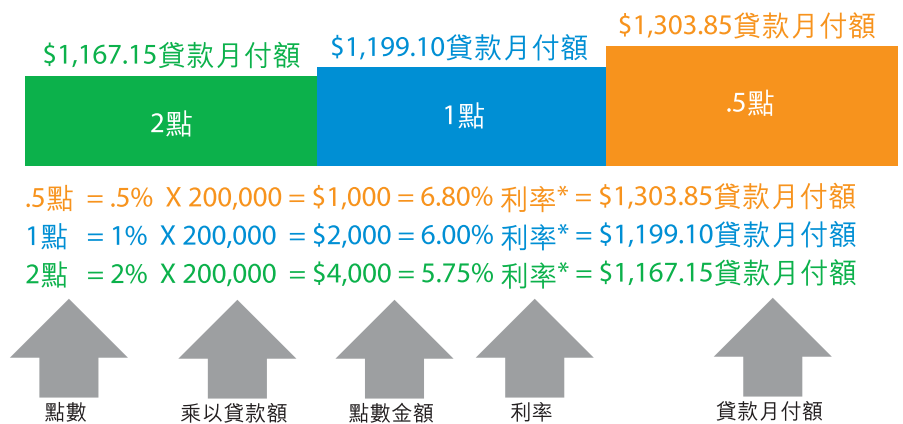 $1,167.15貸款月付額
$1,199.10貸款月付額
$1,303.85貸款月付額
2點
1點
.5點
.5點 = .5% X 200,000 = $1,000 = 6.80% 利率* = $1,303.85貸款月付額
1點 = 1% X 200,000 = $2,000 = 6.00% 利率* = $1,199.10貸款月付額
2點 = 2% X 200,000 = $4,000 = 5.75% 利率* = $1,167.15貸款月付額
點數
乘以貸款額
點數金額
利率
貸款月付額